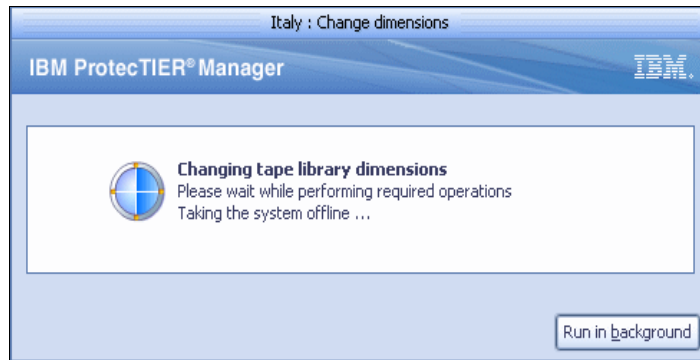 Italy : Change dimensions
IBM ProtecTIER® Manager
IBM.
Changing tape library dimensions
Please wait while performing required operations
Taking the system offline ...
Run in background